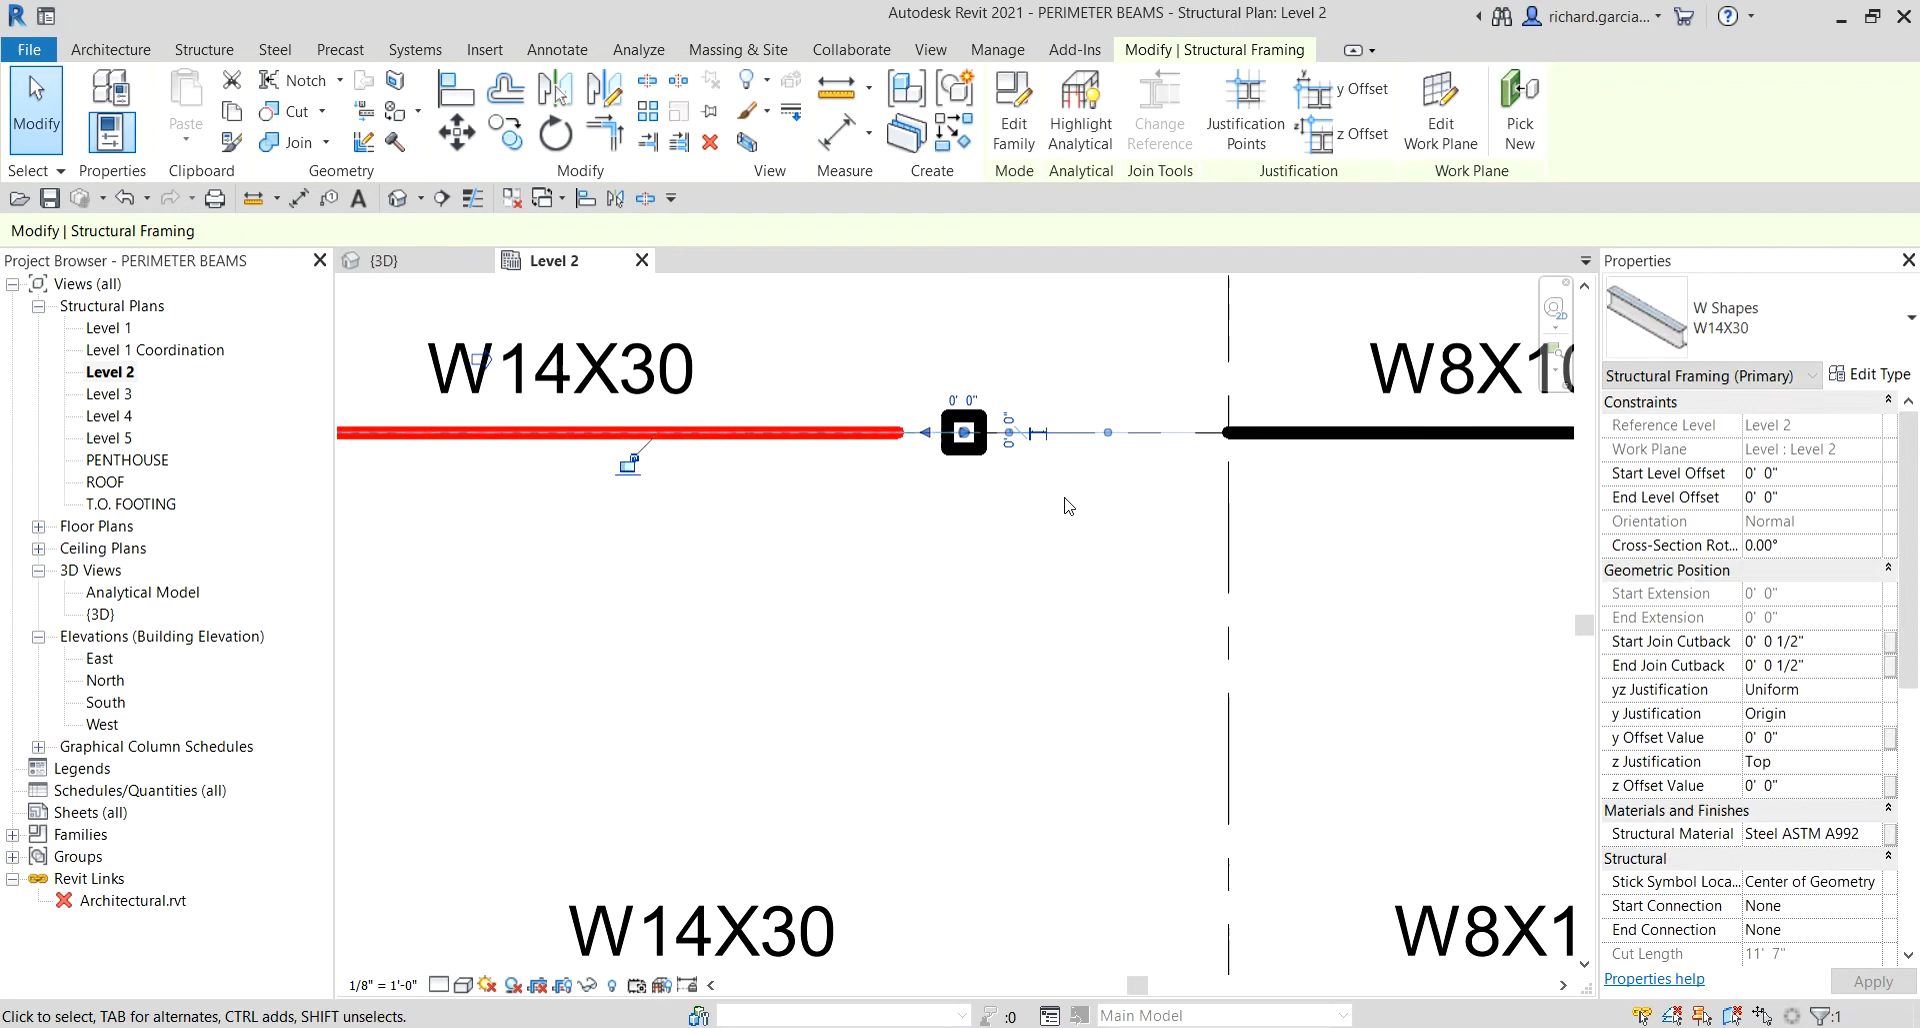 Autodesk Revit 2021 - PERIMETER BEAMS - Structural Plan: Level 2
richard.garcia...
File Architecture Structure Steel Precast Systems Insert Annotate Analyze Massing & Site Collaborate View Manage Add-Ins Modify | Structural Framing
Modify
Paste
Notch
Cut
Join
Edit Family
Highlight Analytical
Change Reference
Justification Points
y Offset
z Offset
Edit Work Plane
Pick New
Select Properties Clipboard Geometry Modify View Measure Create Mode Analytical Join Tools Justification Work Plane
Modify | Structural Framing
Project Browser - PERIMETER BEAMS
Views (all)
Structural Plans
Level 1
Level 1 Coordination
Level 2
Level 3
Level 4
Level 5
PENTHOUSE
ROOF
T.O. FOOTING
Floor Plans
Ceiling Plans
3D Views
Analytical Model
{3D}
Elevations (Building Elevation)
East
North
South
West
Graphical Column Schedules
Legends
Schedules/Quantities (all)
Sheets (all)
Families
Groups
Revit Links
Architectural.rvt
{3D}
Level 2
W14X30
W8X10
0' 0"
0' 0"
2D
W14X30
W8X1
1/8" = 1'-0"
Properties
W Shapes
W14X30
Structural Framing (Primary) Edit Type
Constraints
Reference Level Level 2
Work Plane Level : Level 2
Start Level Offset 0' 0"
End Level Offset 0' 0"
Orientation Normal
Cross-Section Rot... 0.00°
Geometric Position
Start Extension 0' 0"
End Extension 0' 0"
Start Join Cutback 0' 0 1/2"
End Join Cutback 0' 0 1/2"
yz Justification Uniform
y Justification Origin
y Offset Value 0' 0"
z Justification Top
z Offset Value 0' 0"
Materials and Finishes
Structural Material Steel ASTM A992
Structural
Stick Symbol Loca... Center of Geometry
Start Connection None
End Connection None
Cut Length 11' 7"
Properties help Apply
Click to select, TAB for alternates, CTRL adds, SHIFT unselects.
:0
Main Model
:1